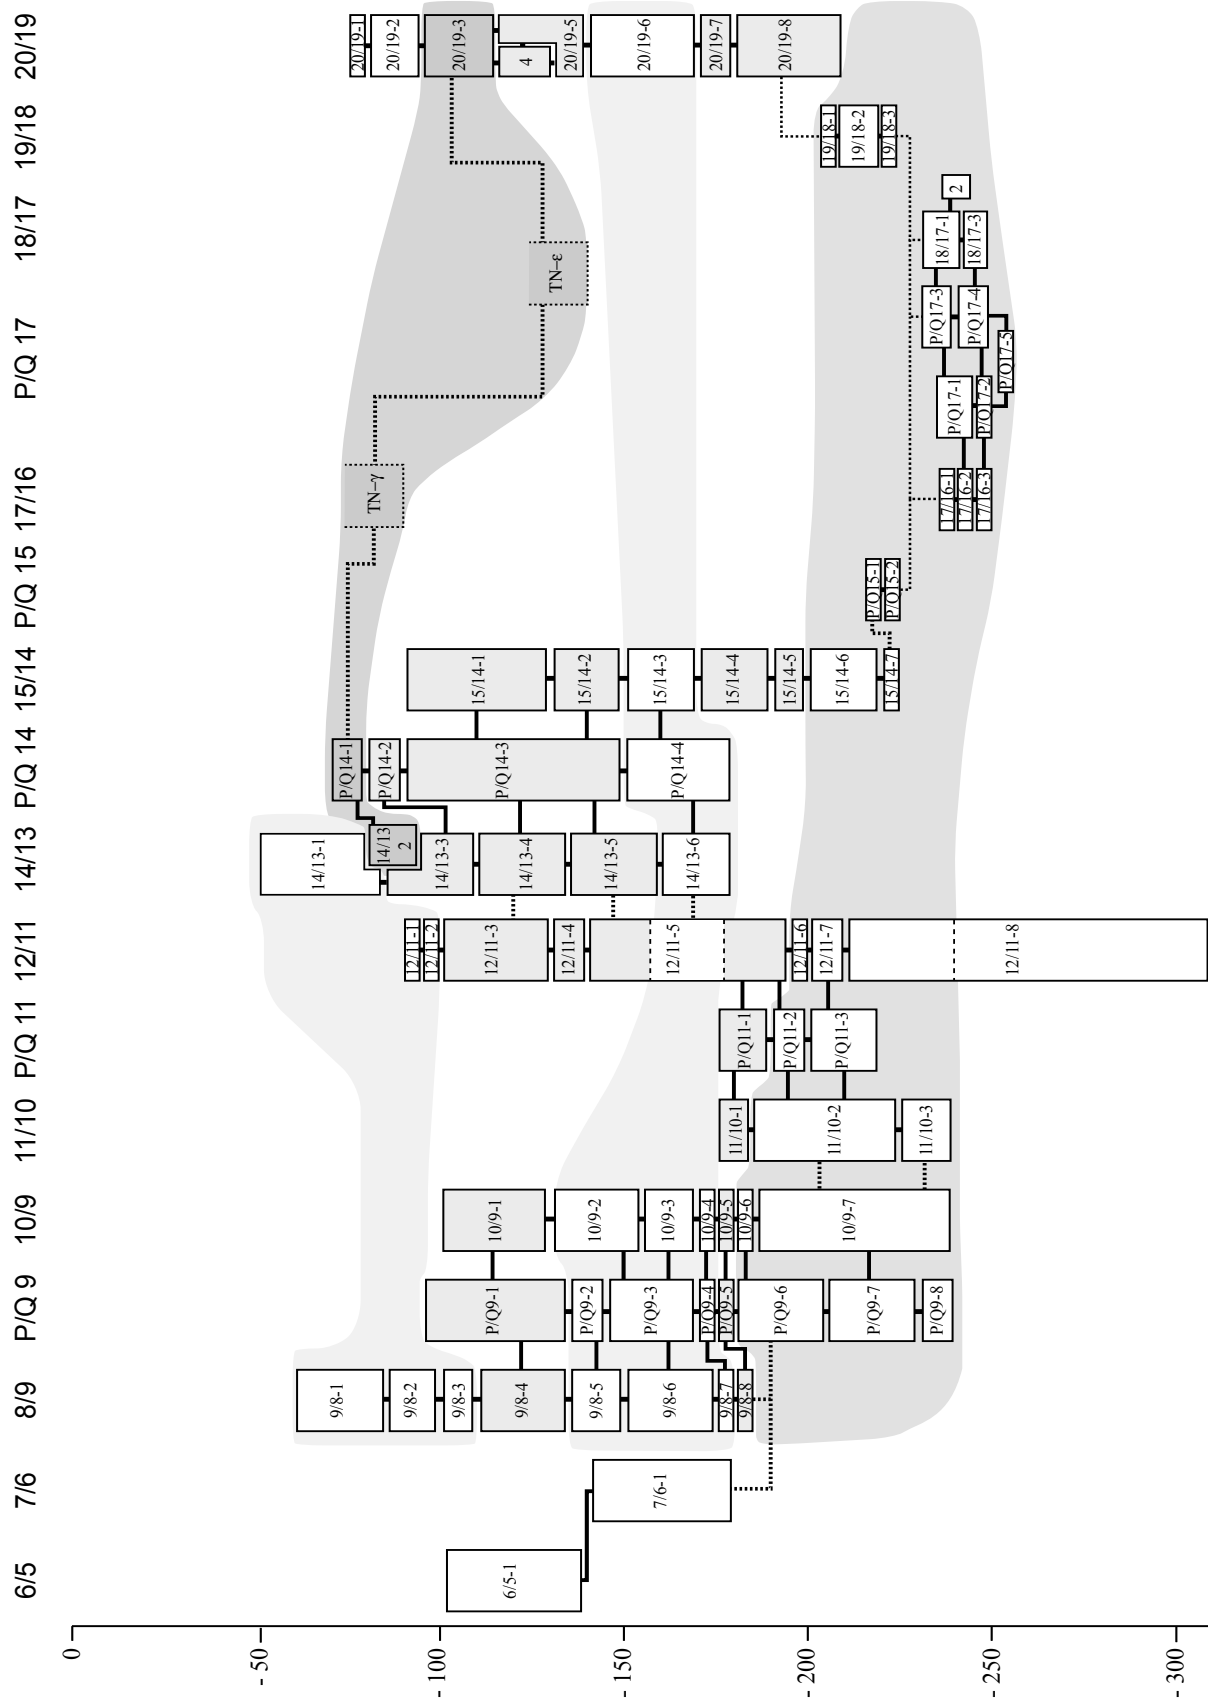 6/5
7/6
8/9
P/Q 9
10/9
11/10
P/Q 11
12/11
14/13
P/Q 14
15/14
P/Q 15
17/16
P/Q 17
18/17
19/18
20/19
0
- 50
- 100
- 150
- 200
- 250
- 300
6/5-1
7/6-1
9/8-1
9/8-2
9/8-3
9/8-4
9/8-5
9/8-6
9/8-7
9/8-8
P/Q9-1
P/Q9-2
P/Q9-3
P/Q9-4
P/Q9-5
P/Q9-6
P/Q9-7
P/Q9-8
10/9-1
10/9-2
10/9-3
10/9-4
10/9-5
10/9-6
10/9-7
11/10-1
11/10-2
11/10-3
P/Q11-1
P/Q11-2
P/Q11-3
12/11-1
12/11-2
12/11-3
12/11-4
12/11-5
12/11-6
12/11-7
12/11-8
14/13-1
14/13
2
14/13-3
14/13-4
14/13-5
14/13-6
P/Q14-1
P/Q14-2
P/Q14-3
P/Q14-4
15/14-1
15/14-2
15/14-3
15/14-4
15/14-5
15/14-6
15/14-7
P/Q15-1
P/Q15-2
TN–γ
17/16-1
17/16-2
17/16-3
P/Q17-1
P/Q17-2
P/Q17-5
P/Q17-3
P/Q17-4
TN–ε
18/17-1
18/17-3
2
19/18-1
19/18-2
19/18-3
20/19-1
20/19-2
20/19-3
4
20/19-5
20/19-6
20/19-7
20/19-8